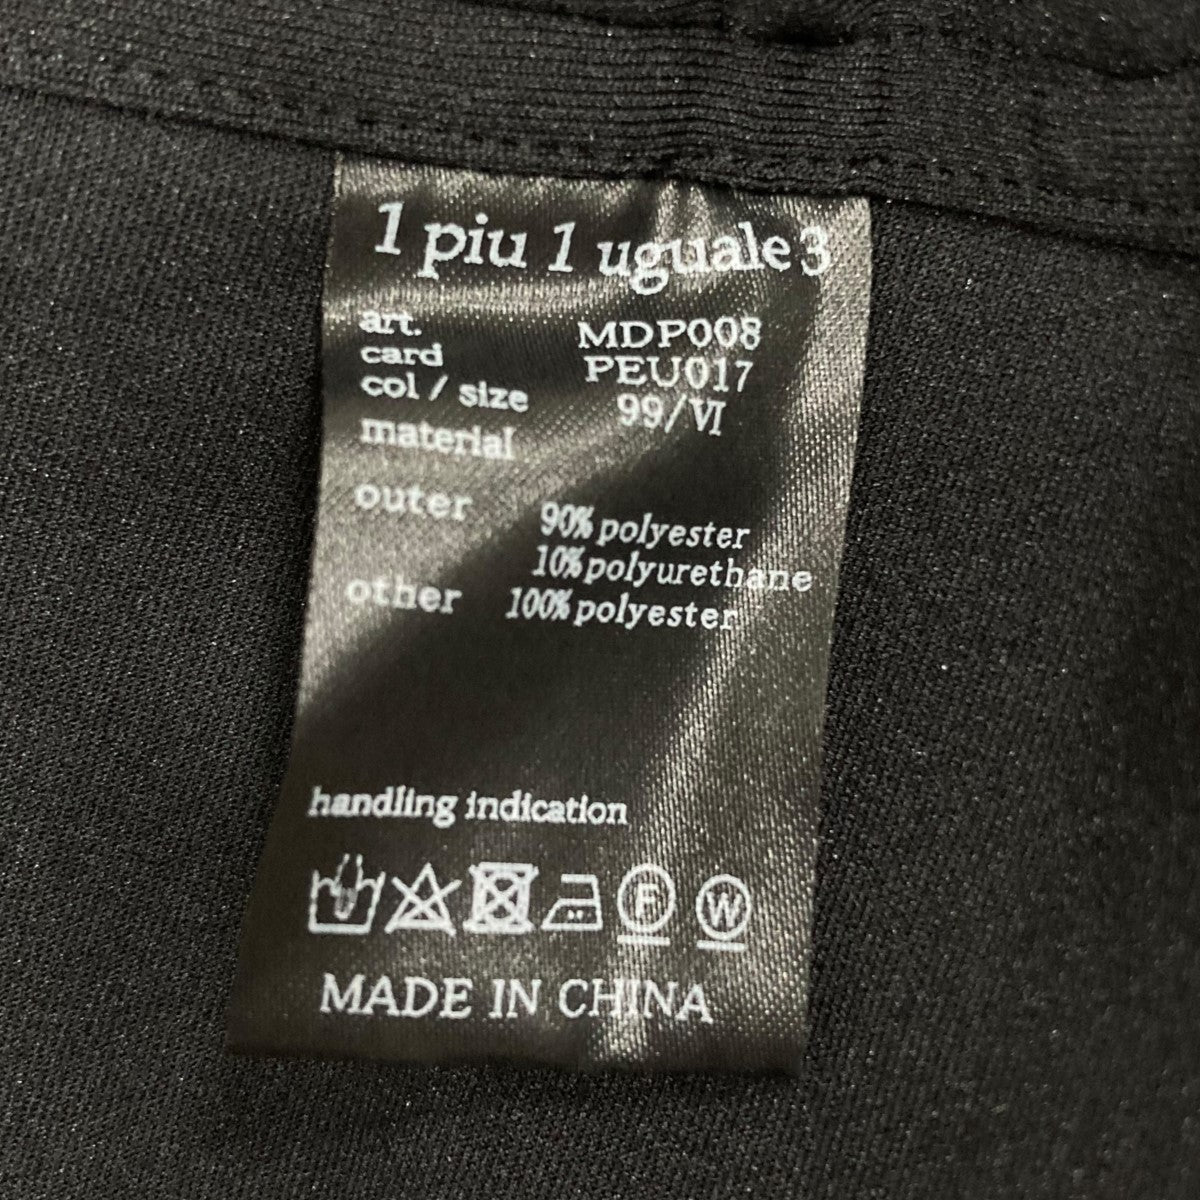 1 piu 1 uguale 3
art. MDP008
card PEU017
col / size 99/VI
material
outer 90% polyester
10% polyurethane
other 100% polyester
handling indication
F W
MADE IN CHINA